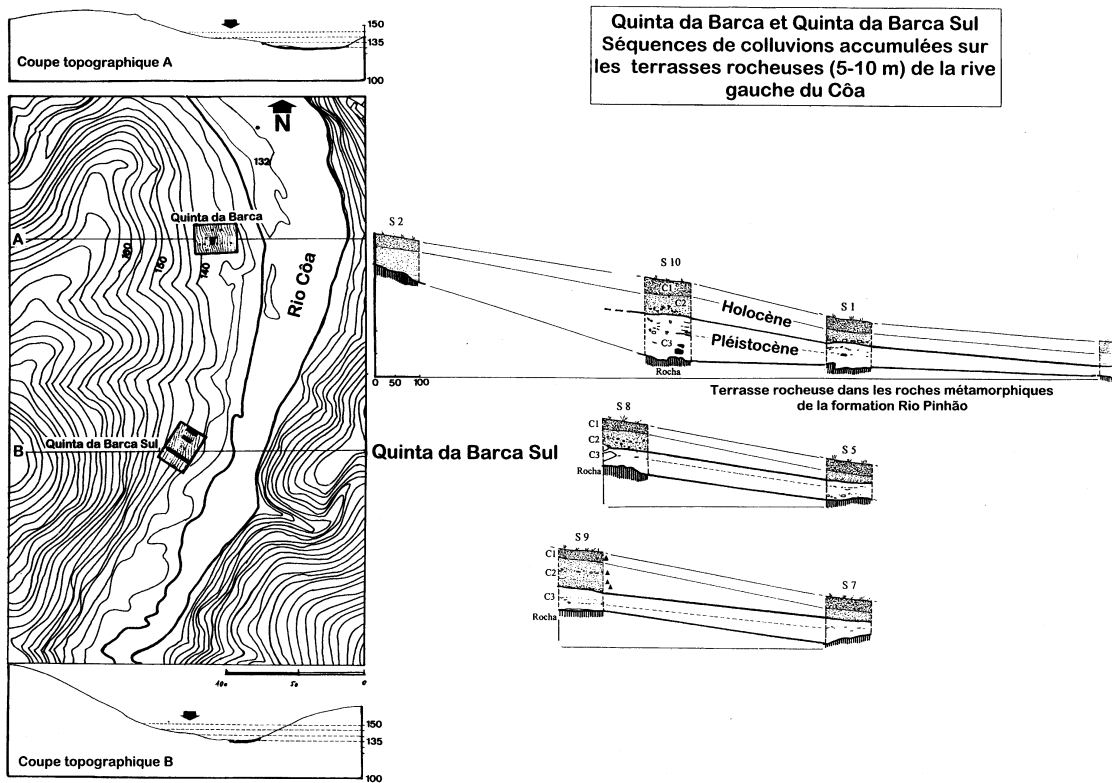 Quinta da Barca et Quinta da Barca Sul
Séquences de colluvions accumulées sur
les terrasses rocheuses (5-10 m) de la rive
gauche du Côa
150
135
100
Coupe topographique A
N
132
Quinta da Barca
A
160
150
140
Rio Côa
Quinta da Barca Sul
B
100
50
0
150
135
100
Coupe topographique B
S 2
S 10
C1
C2
C3
Rocha
Holocène
Pléistocène
S 1
0 50 100
Terrasse rocheuse dans les roches métamorphiques
de la formation Rio Pinhão
Quinta da Barca Sul
S 8
C1
C2
C3
Rocha
S 5
S 9
C1
C2
C3
Rocha
S 7